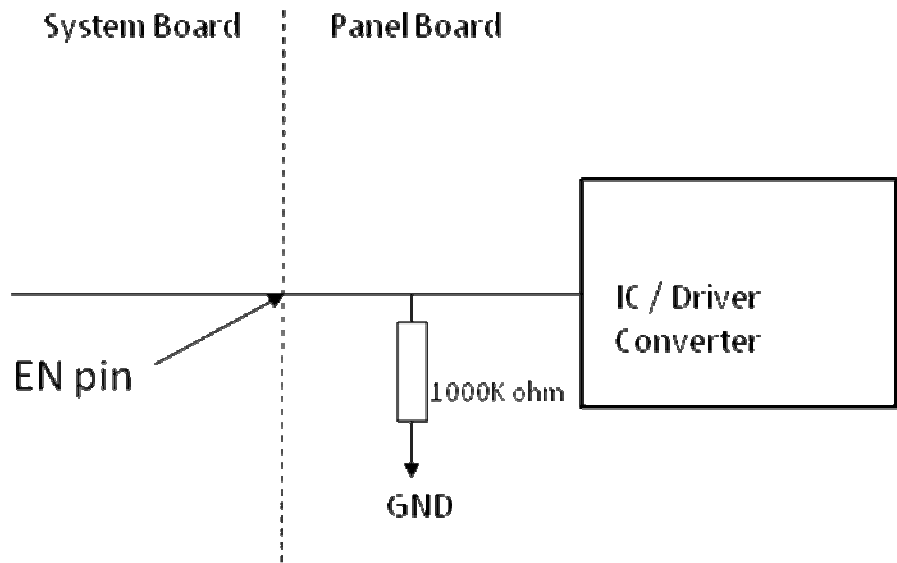 System Board
Panel Board
IC / Driver
Converter
EN pin
1000K ohm
GND